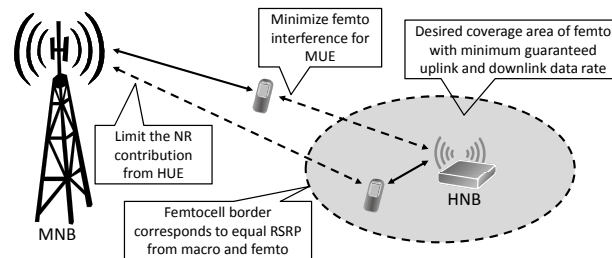 Minimize femto
interference for
MUE
Desired coverage area of femto
with minimum guaranteed
uplink and downlink data rate
Limit the NR
contribution
from HUE
MNB
HNB
Femtocell border
corresponds to equal RSRP
from macro and femto